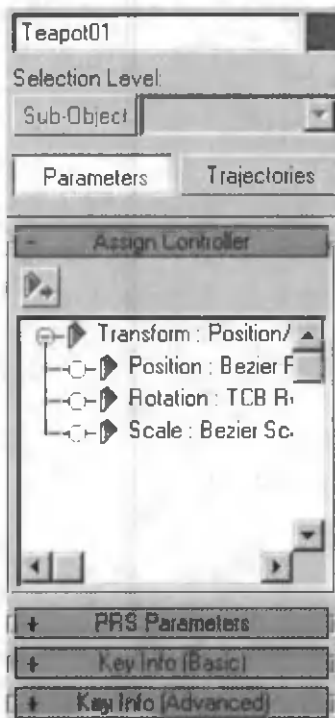 Teapot01
Selection Level:
Sub-Object
Parameters Trajectories
- Assign Controller
Transform : Position/
Position : Bezier P
Rotation : TCB R
Scale : Bezier Sc
+ PRS Parameters
+ Key Info (Basic)
+ Key Info (Advanced)